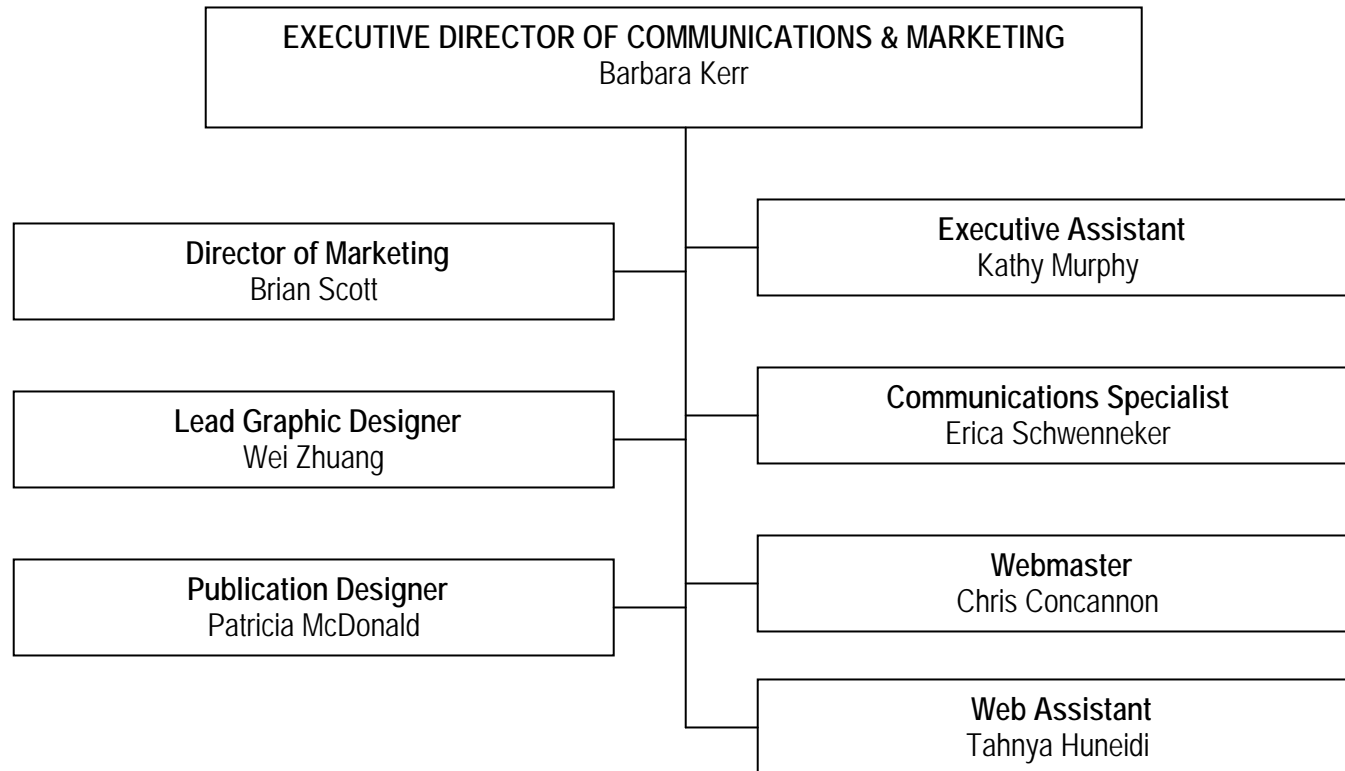 EXECUTIVE DIRECTOR OF COMMUNICATIONS & MARKETING
Barbara Kerr
Director of Marketing
Brian Scott
Executive Assistant
Kathy Murphy
Lead Graphic Designer
Wei Zhuang
Communications Specialist
Erica Schwenneker
Publication Designer
Patricia McDonald
Webmaster
Chris Concannon
Web Assistant
Tahnya Huneidi